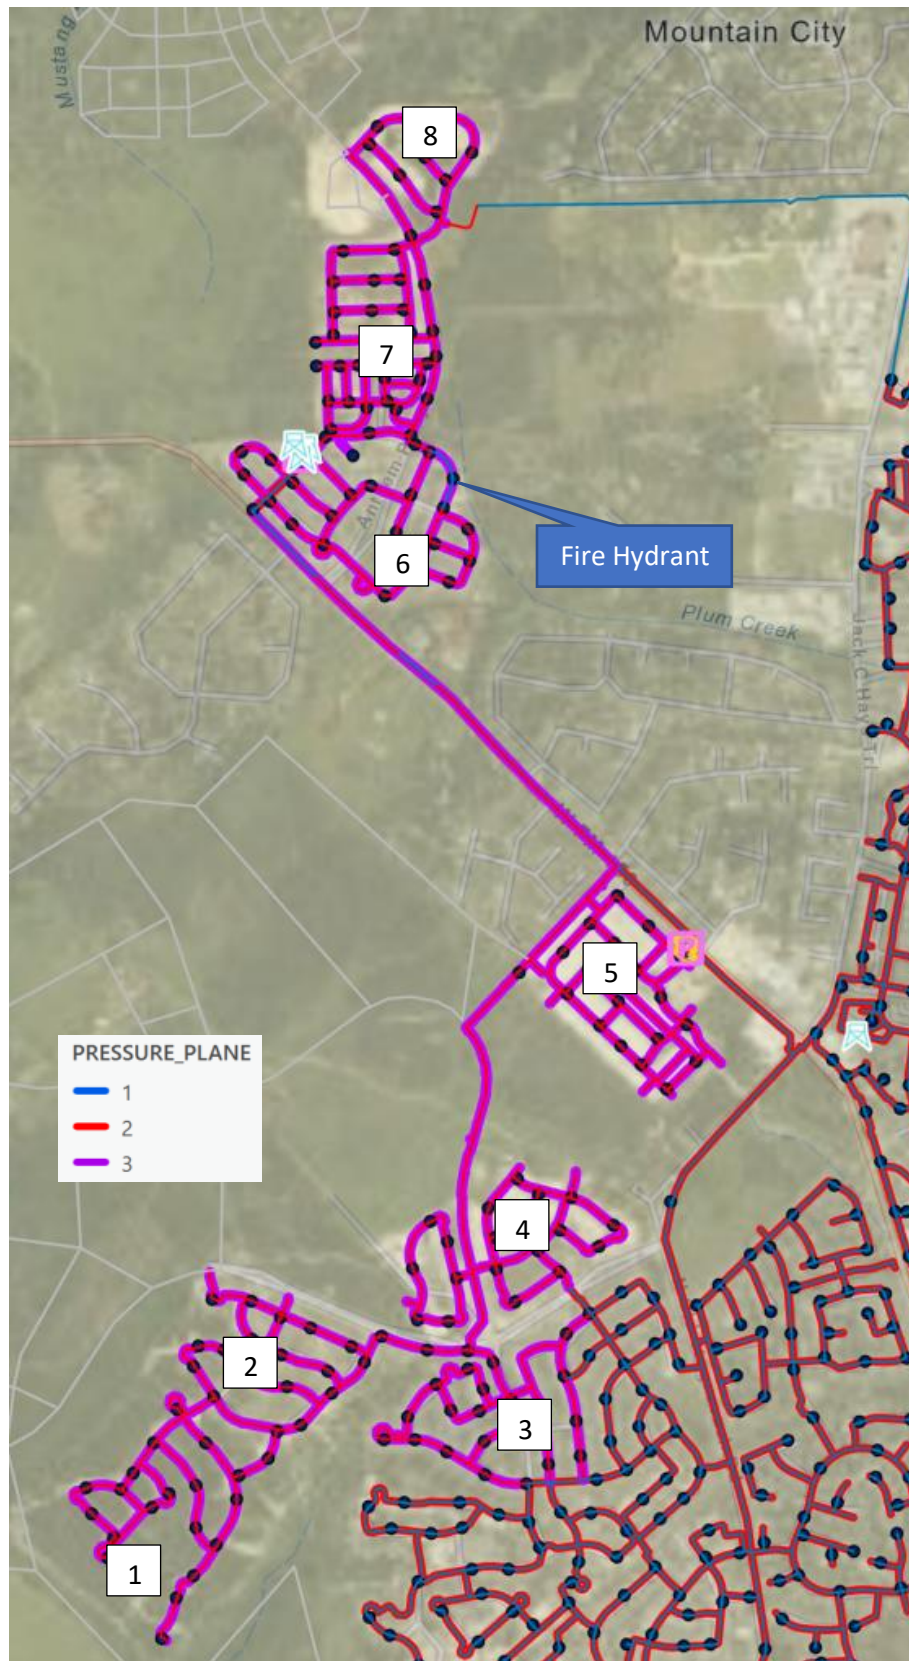 Mountain City
Mustang
8
7
Fire Hydrant
6
Plum Creek
Jack C Hays Trl
5
PRESSURE_PLANE
1
2
3
4
2
3
1